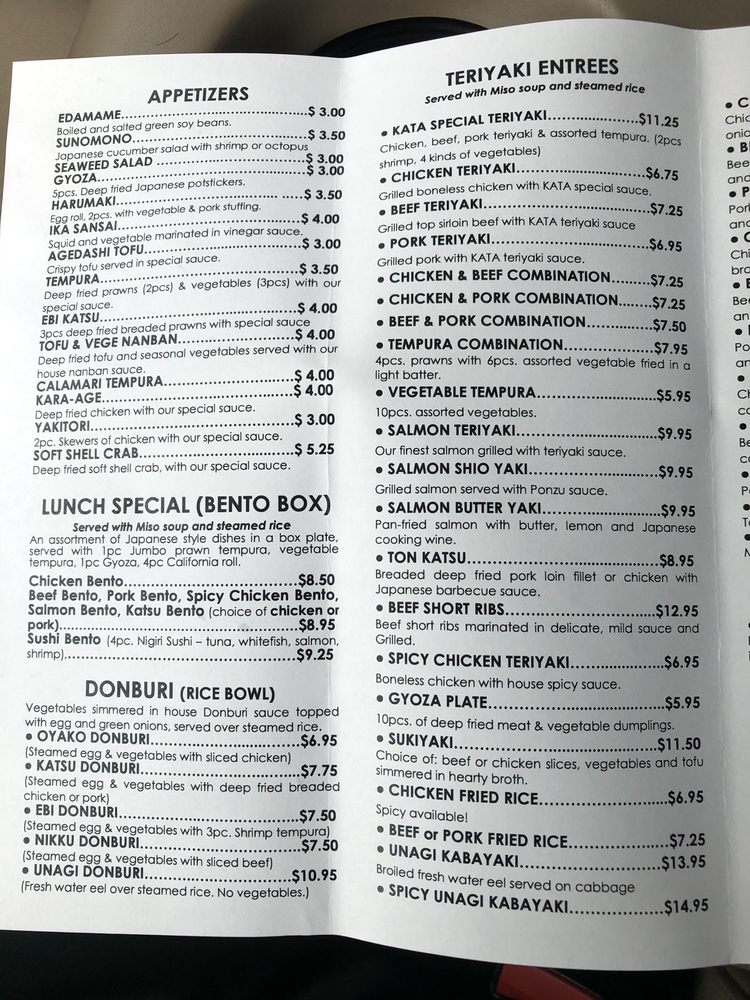 APPETIZERS
EDAMAME.......................................$ 3.00
Boiled and salted green soy beans.
SUNOMONO.................................$ 3.50
Japanese cucumber salad with shrimp or octopus
SEAWEED SALAD ............................$ 3.00
GYOZA..........................................$ 3.00
5pcs. Deep fried Japanese potstickers.
HARUMAKI............................. ......$ 3.50
Egg roll, 2pcs. with vegetable & pork stuffing.
IKA SANSAI...................................$ 4.00
Squid and vegetable marinated in vinegar sauce.
AGEDASHI TOFU...........................$ 3.00
Crispy tofu served in special sauce.
TEMPURA......................................$ 3.50
Deep fried prawns (2pcs) & vegetables (3pcs) with our
special sauce.
EBI KATSU.....................................$ 4.00
3pcs deep fried breaded prawns with special sauce
TOFU & VEGE NANBAN....................$ 4.00
Deep fried tofu and seasonal vegetables served with our
house nanban sauce.
CALAMARI TEMPURA......................$ 4.00
KARA-AGE....................................$ 4.00
Deep fried chicken with our special sauce.
YAKITORI......................................$ 3.00
2pc. Skewers of chicken with our special sauce.
SOFT SHELL CRAB..........................$ 5.25
Deep fried soft shell crab, with our special sauce.
LUNCH SPECIAL (BENTO BOX)
Served with Miso soup and steamed rice
An assortment of Japanese style dishes in a box plate,
served with 1pc Jumbo prawn tempura, vegetable
tempura, 1pc Gyoza, 4pc California roll.
Chicken Bento.............................$8.50
Beef Bento, Pork Bento, Spicy Chicken Bento,
Salmon Bento, Katsu Bento (choice of chicken or
pork)........................................$8.95
Sushi Bento (4pc. Nigiri Sushi – tuna, whitefish, salmon,
shrimp),.....................................$9.25
DONBURI (RICE BOWL)
Vegetables simmered in house Donburi sauce topped
with egg and green onions, served over steamed rice.
• OYAKO DONBURI.........................$6.95
(Steamed egg & vegetables with sliced chicken)
• KATSU DONBURI..........................$7.75
(Steamed egg & vegetables with deep fried breaded
chicken or pork)
• EBI DONBURI...............................$7.50
(Steamed egg & vegetables with 3pc. Shrimp tempura)
• NIKKU DONBURI..........................$7.50
(Steamed egg & vegetables with sliced beef)
• UNAGI DONBURI........................$10.95
(Fresh water eel over steamed rice. No vegetables.)
TERIYAKI ENTREES
Served with Miso soup and steamed rice
• KATA SPECIAL TERIYAKI...................$11.25
Chicken, beef, pork teriyaki & assorted tempura. (2pcs
shrimp, 4 kinds of vegetables)
• CHICKEN TERIYAKI.........................$6.75
Grilled boneless chicken with KATA special sauce.
• BEEF TERIYAKI...............................$7.25
Grilled top sirloin beef with KATA teriyaki sauce
• PORK TERIYAKI..............................$6.95
Grilled pork with KATA teriyaki sauce.
• CHICKEN & BEEF COMBINATION........$7.25
• CHICKEN & PORK COMBINATION.......$7.25
• BEEF & PORK COMBINATION............$7.50
• TEMPURA COMBINATION.................$7.95
4pcs. prawns with 6pcs. assorted vegetable fried in a
light batter.
• VEGETABLE TEMPURA......................$5.95
10pcs. assorted vegetables.
• SALMON TERIYAKI.........................$9.95
Our finest salmon grilled with teriyaki sauce.
• SALMON SHIO YAKI.......................$9.95
Grilled salmon served with Ponzu sauce.
• SALMON BUTTER YAKI.....................$9.95
Pan-fried salmon with butter, lemon and Japanese
cooking wine.
• TON KATSU..................................$8.95
Breaded deep fried pork loin fillet or chicken with
Japanese barbecue sauce.
• BEEF SHORT RIBS..........................$12.95
Beef short ribs marinated in delicate, mild sauce and
Grilled.
• SPICY CHICKEN TERIYAKI.................$6.95
Boneless chicken with house spicy sauce.
• GYOZA PLATE...............................$5.95
10pcs. of deep fried meat & vegetable dumplings.
• SUKIYAKI....................................$11.50
Choice of: beef or chicken slices, vegetables and tofu
simmered in hearty broth.
• CHICKEN FRIED RICE......................$6.95
Spicy available!
• BEEF or PORK FRIED RICE................$7.25
• UNAGI KABAYAKI.........................$13.95
Broiled fresh water eel served on cabbage
• SPICY UNAGI KABAYAKI.................$14.95